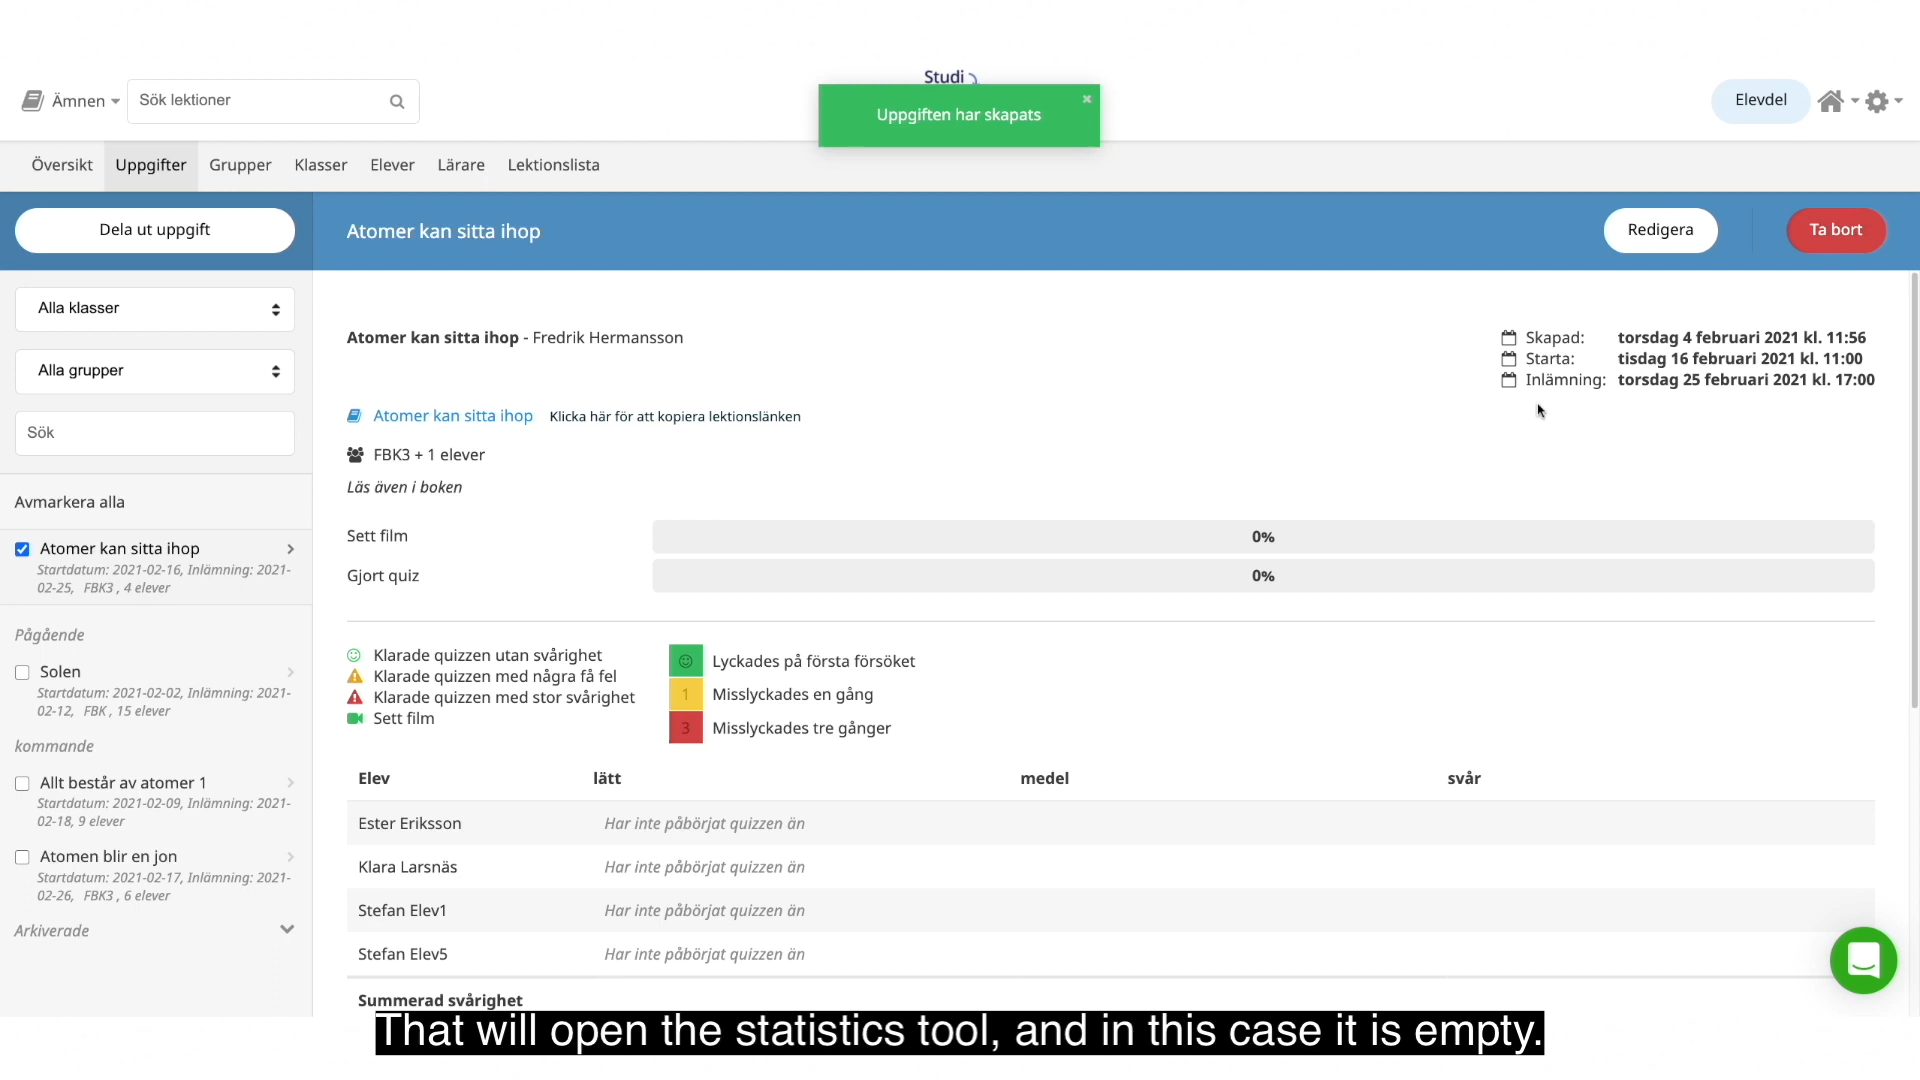 Studi
Ämnen
Sök lektioner
Uppgiften har skapats
Elevdel
Översikt
Uppgifter
Grupper
Klasser
Elever
Lärare
Lektionslista
Dela ut uppgift
Atomer kan sitta ihop
Redigera
Ta bort
Alla klasser
Alla grupper
Sök
Avmarkera alla
Atomer kan sitta ihop
Startdatum: 2021-02-16, Inlämning: 2021-
02-25, FBK3 , 4 elever
Pågående
Solen
Startdatum: 2021-02-02, Inlämning: 2021-
02-12, FBK , 15 elever
kommande
Allt består av atomer 1
Startdatum: 2021-02-09, Inlämning: 2021-
02-18, 9 elever
Atomen blir en jon
Startdatum: 2021-02-17, Inlämning: 2021-
02-26, FBK3 , 6 elever
Arkiverade
Atomer kan sitta ihop - Fredrik Hermansson
Skapad: torsdag 4 februari 2021 kl. 11:56
Starta: tisdag 16 februari 2021 kl. 11:00
Inlämning: torsdag 25 februari 2021 kl. 17:00
Atomer kan sitta ihop Klicka här för att kopiera lektionslänken
FBK3 + 1 elever
Läs även i boken
Sett film 0%
Gjort quiz 0%
Klarade quizzen utan svårighet
Klarade quizzen med några få fel
Klarade quizzen med stor svårighet
Sett film
Lyckades på första försöket
1 Misslyckades en gång
3 Misslyckades tre gånger
Elev lätt medel svår
Ester Eriksson Har inte påbörjat quizzen än
Klara Larsnäs Har inte påbörjat quizzen än
Stefan Elev1 Har inte påbörjat quizzen än
Stefan Elev5 Har inte påbörjat quizzen än
Summerad svårighet
That will open the statistics tool, and in this case it is empty.